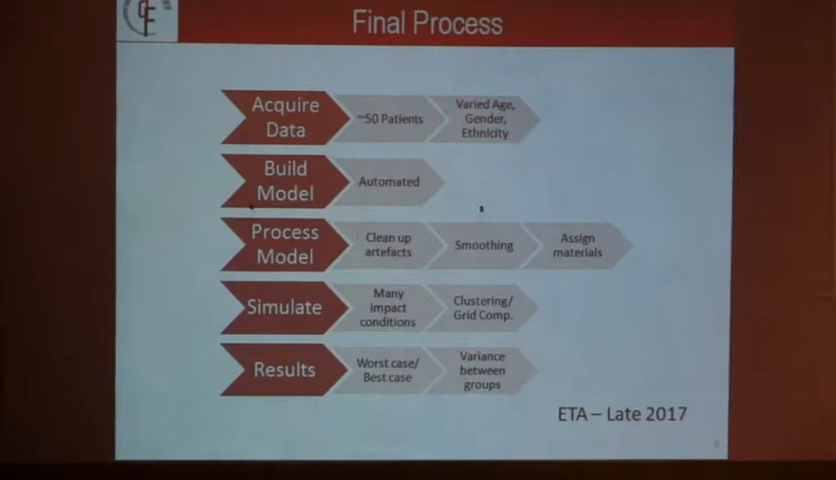 Final Process
Acquire
Data
~50 Patients
Varied Age,
Gender,
Ethnicity
Build
Model
Automated
Process
Model
Clean up
artefacts
Smoothing
Assign
materials
Simulate
Many
impact
conditions
Clustering/
Grid Comp.
Results
Worst case/
Best case
Variance
between
groups
ETA – Late 2017